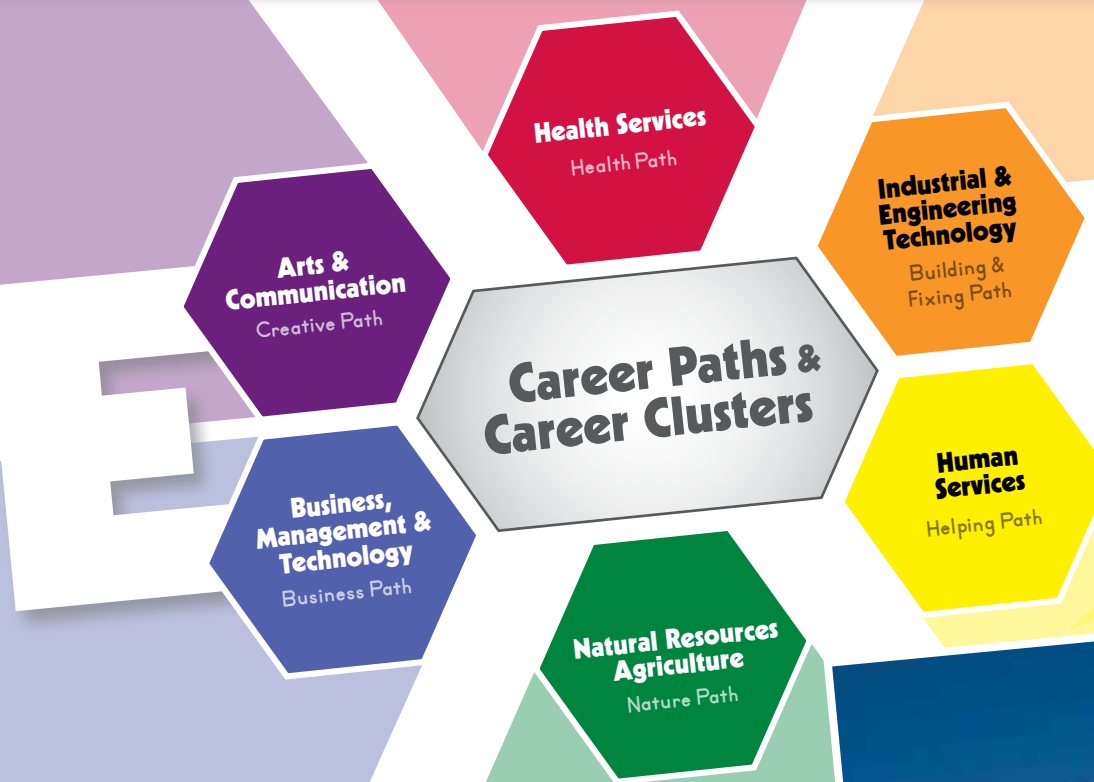 Health Services
Health Path
Industrial &
Engineering
Technology
Building &
Fixing Path
Arts &
Communication
Creative Path
Career Paths &
Career Clusters
Human
Services
Helping Path
Business,
Management &
Technology
Business Path
Natural Resources
Agriculture
Nature Path
E